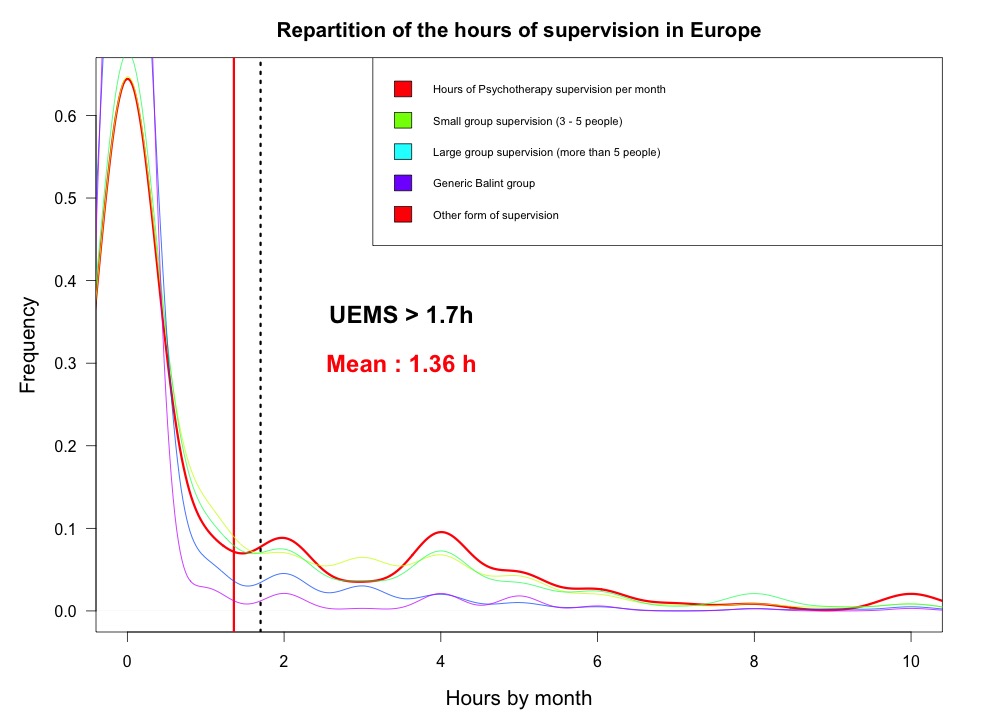 Repartition of the hours of supervision in Europe
Hours of Psychotherapy supervision per month
Small group supervision (3 - 5 people)
Large group supervision (more than 5 people)
Generic Balint group
Other form of supervision
UEMS > 1.7h
Mean : 1.36 h
Frequency
0.6
0.5
0.4
0.3
0.2
0.1
0.0
0 2 4 6 8 10
Hours by month